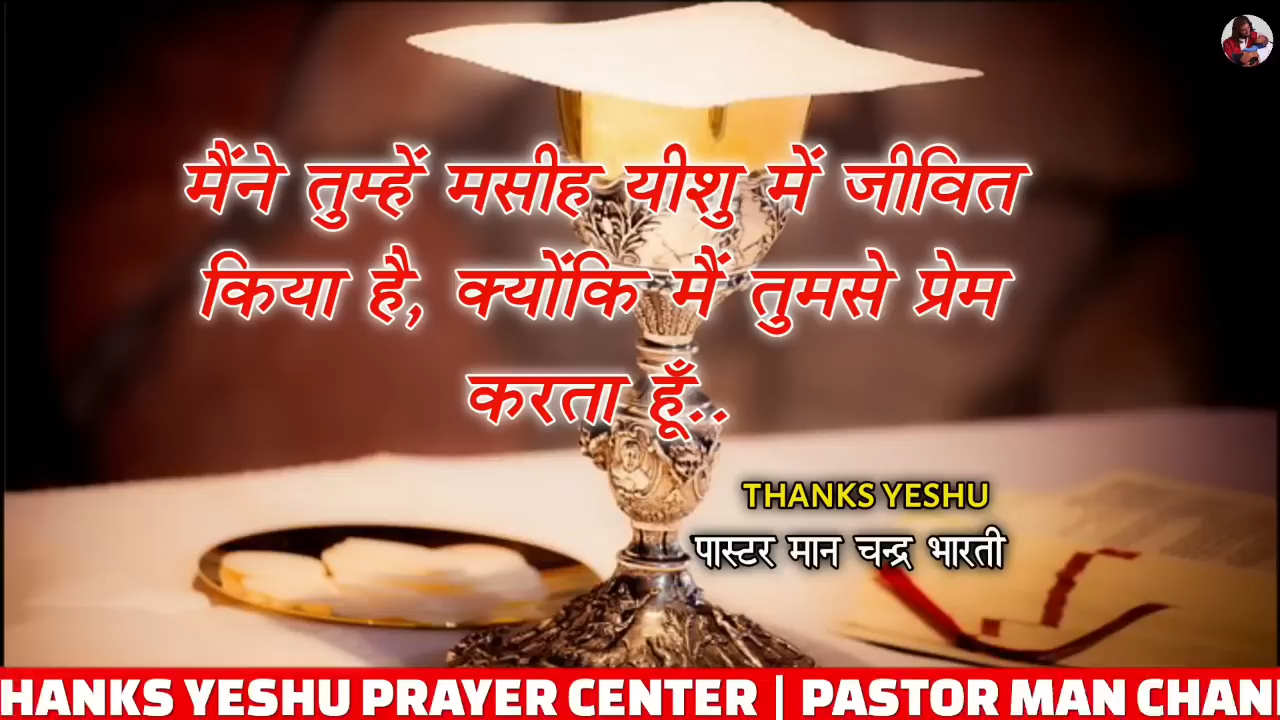 मैंने तुम्हें मसीह यीशु में जीवित
किया है, क्योंकि मैं तुमसे प्रेम
करता हूँ..
THANKS YESHU
पास्टर मान चन्द्र भारती
HANKS YESHU PRAYER CENTER | PASTOR MAN CHAN